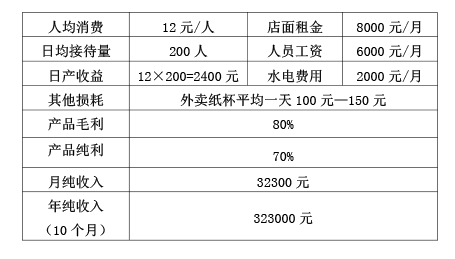 人均消费 12 元/人 店面租金 8000 元/月
日均接待量 200 人 人员工资 6000 元/月
日产收益 12×200=2400 元 水电费用 2000 元/月
其他损耗 外卖纸杯平均一天 100 元—150 元
产品毛利 80%
产品纯利 70%
月纯收入 32300 元
年纯收入
（10 个月） 323000 元